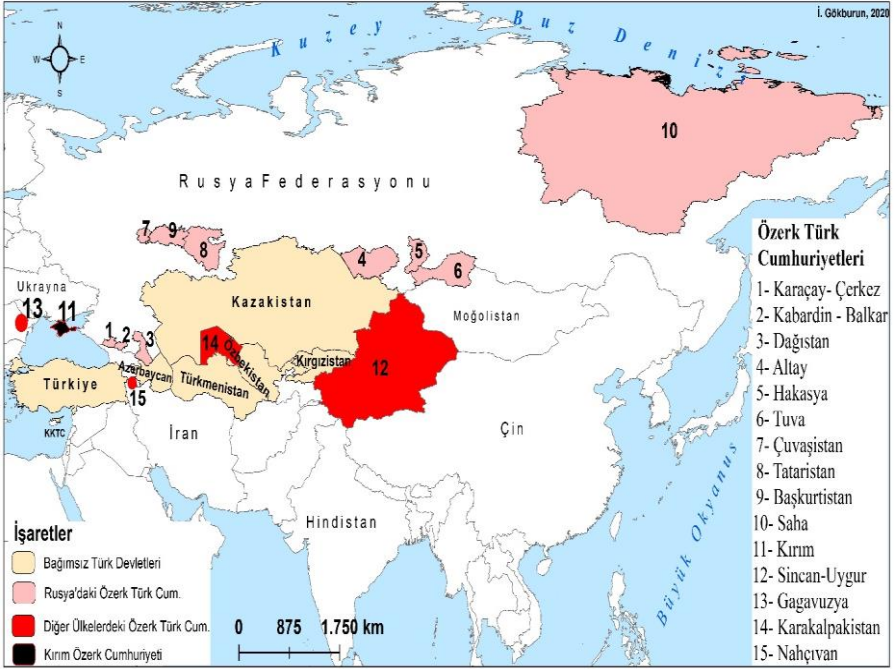 İ. Gökburun, 2020
N
W E
S
Kuzey Buz Denizi
10
Rusya Federasyonu
7 9
8
4
5
6
Ukrayna
13 11
Kazakistan
Moğolistan
1 2 3
14 Özbekistan
Kırgızistan
12
Azerbaycan
Türkmenistan
Türkiye
15
KKTC
İran
Çin
Hindistan
Büyük Okyanus
Özerk Türk
Cumhuriyetleri
1- Karaçay- Çerkez
2- Kabardin - Balkar
3- Dağıstan
4- Altay
5- Hakasya
6- Tuva
7- Çuvaşistan
8- Tataristan
9- Başkurtistan
10- Saha
11- Kırım
12- Sincan-Uygur
13- Gagavuzya
14- Karakalpakistan
15- Nahçıvan
İşaretler
Bağımsız Türk Devletleri
Rusya'daki Özerk Türk Cum.
Diğer Ülkelerdeki Özerk Türk Cum.
Kırım Özerk Cumhuriyeti
0 875 1.750 km